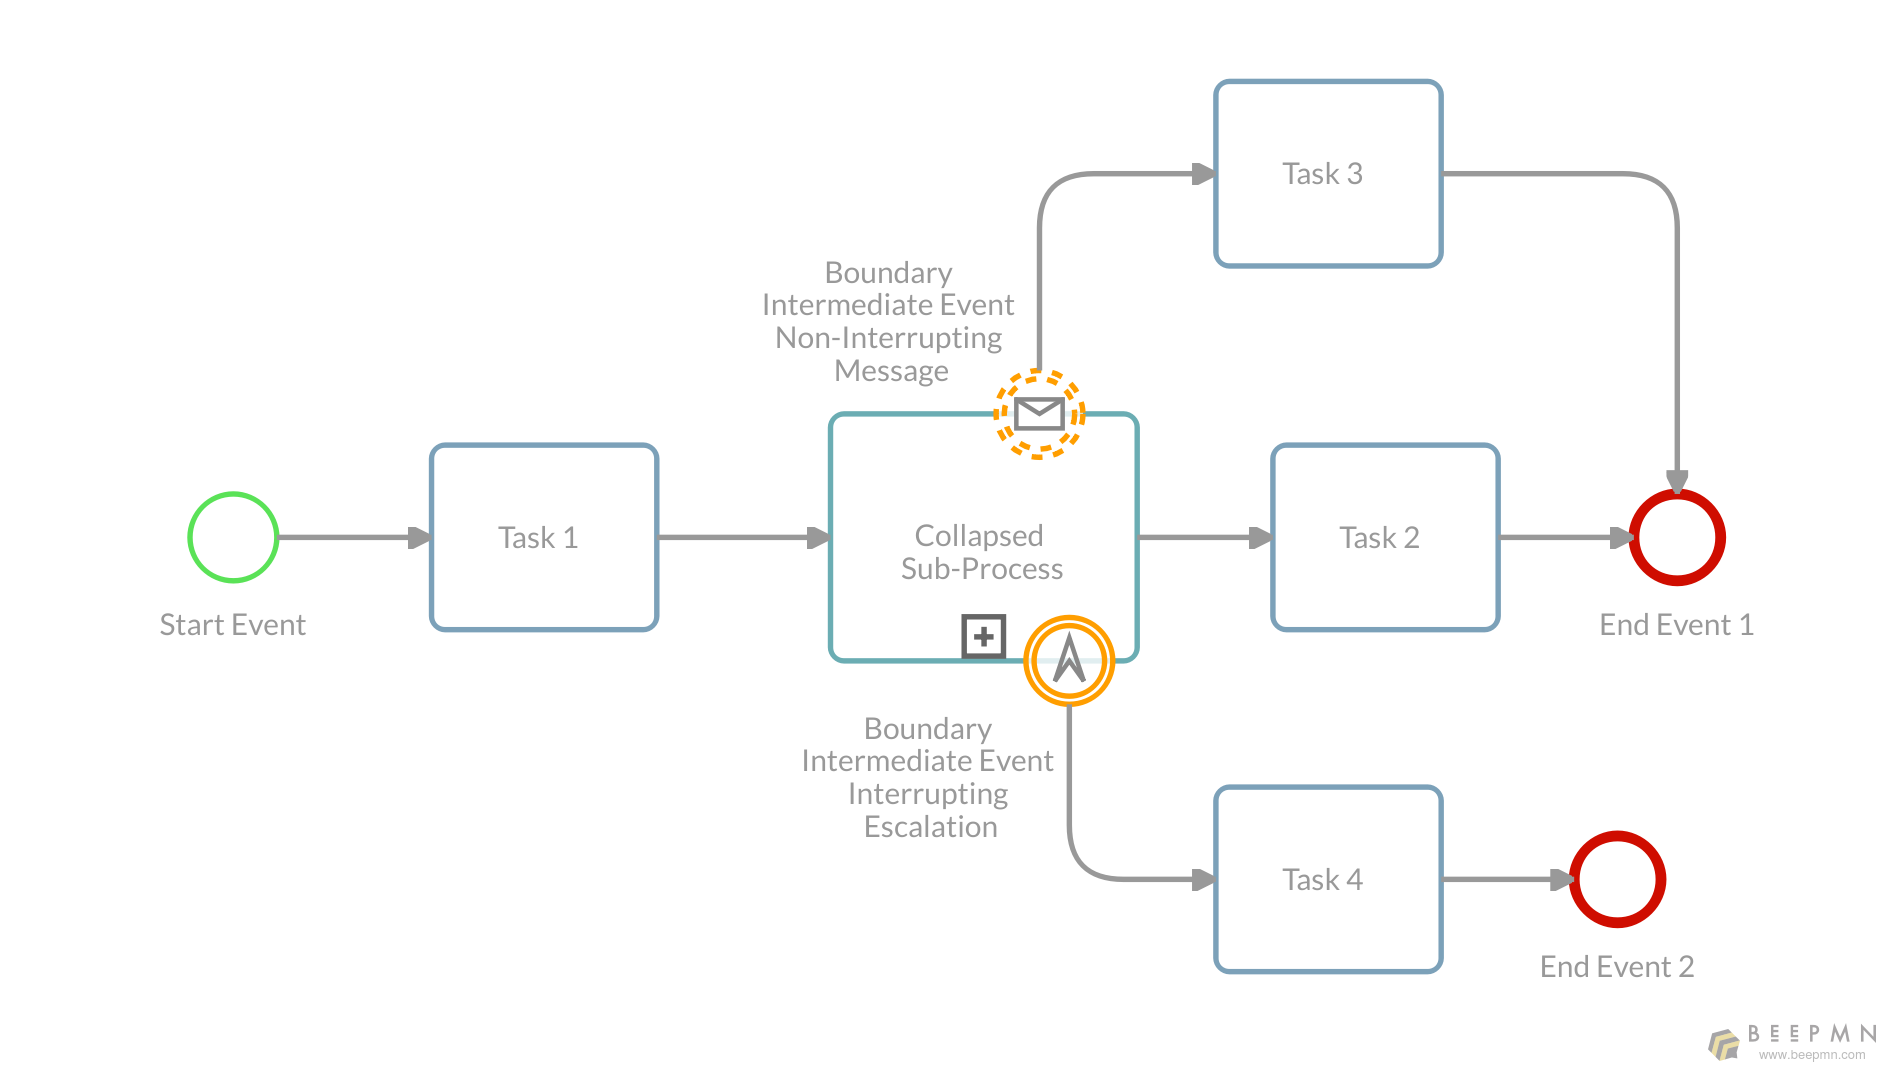 Task 3
Boundary
Intermediate Event
Non-Interrupting
Message
Start Event
Task 1
Collapsed
Sub-Process
Task 2
End Event 1
Boundary
Intermediate Event
Interrupting
Escalation
Task 4
End Event 2
BEEPMN
www.beepmn.com